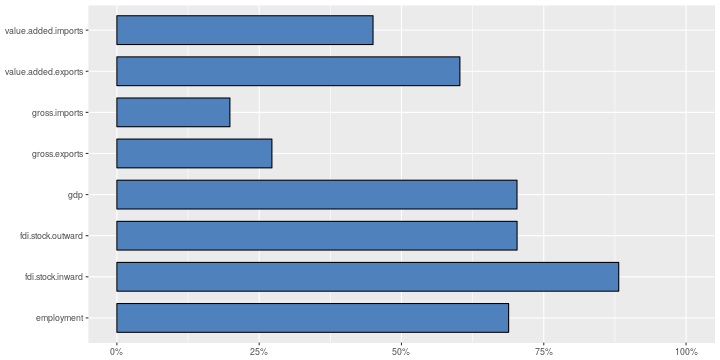 value.added.imports
value.added.exports
gross.imports
gross.exports
gdp
fdi.stock.outward
fdi.stock.inward
employment
0% 25% 50% 75% 100%